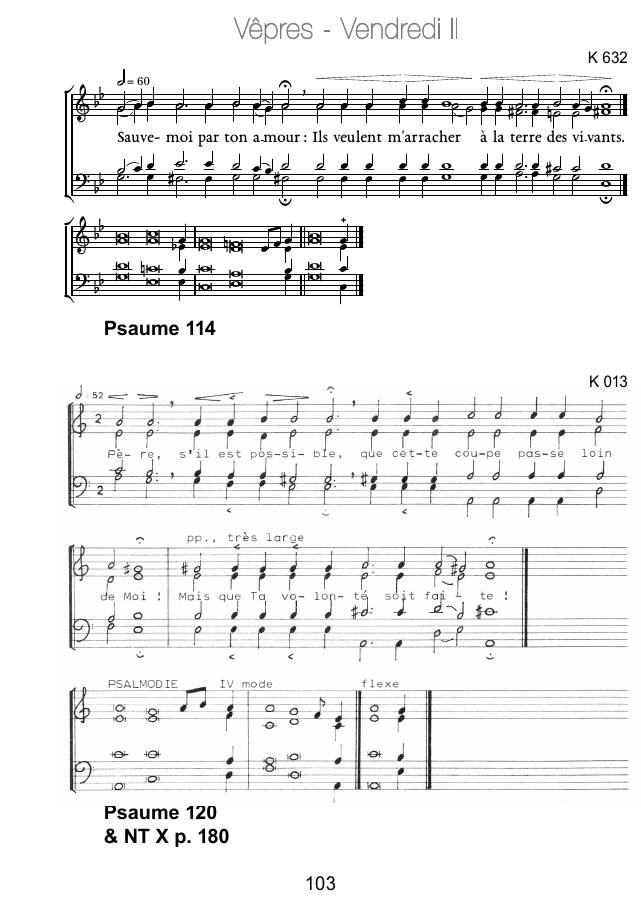 Vêpres - Vendredi II
K 632
= 60
Sauve- moi par ton a-mour : Ils veulent m'arracher à la terre des vi-vants.
Psaume 114
K 013
= 52
Pè- re, s'il est pos-si-ble, que cet-te cou-pe pas-se loin
pp., très large
de Moi ! Mais que Ta vo-lon-té soit fai - te !
PSALMODIE IV mode flexe
Psaume 120
& NT X p. 180
103